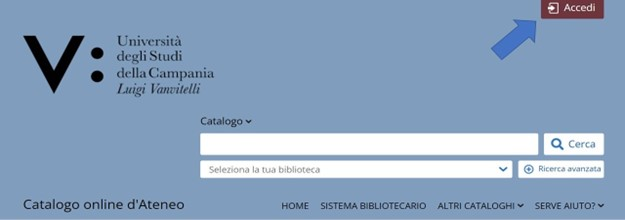 Accedi
V:
Università
degli Studi
della Campania
Luigi Vanvitelli
Catalogo
Cerca
Seleziona la tua biblioteca
Ricerca avanzata
Catalogo online d'Ateneo
HOME SISTEMA BIBLIOTECARIO ALTRI CATALOGHI SERVE AIUTO?